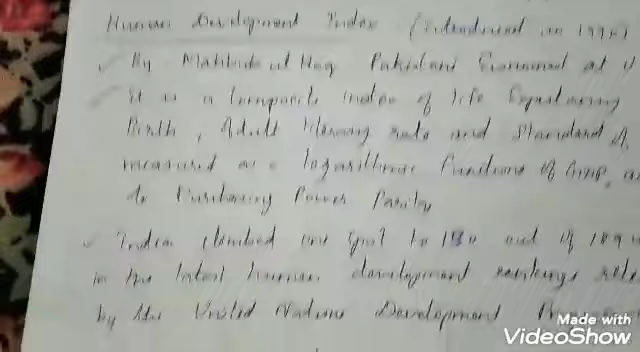 Human Development Index (introduced in 199
By Mahbub ul Haq Pakistani Economist at
It is a composite index of life Expectancy
Birth, Adult literacy rate and Standard
measured as a logarithmic Functions of GDP,
to Purchasing Power Parity
India climbed one spot to 130 out of 189
in the latest human development rankings
by the United Nations Development
Made with
VideoShow